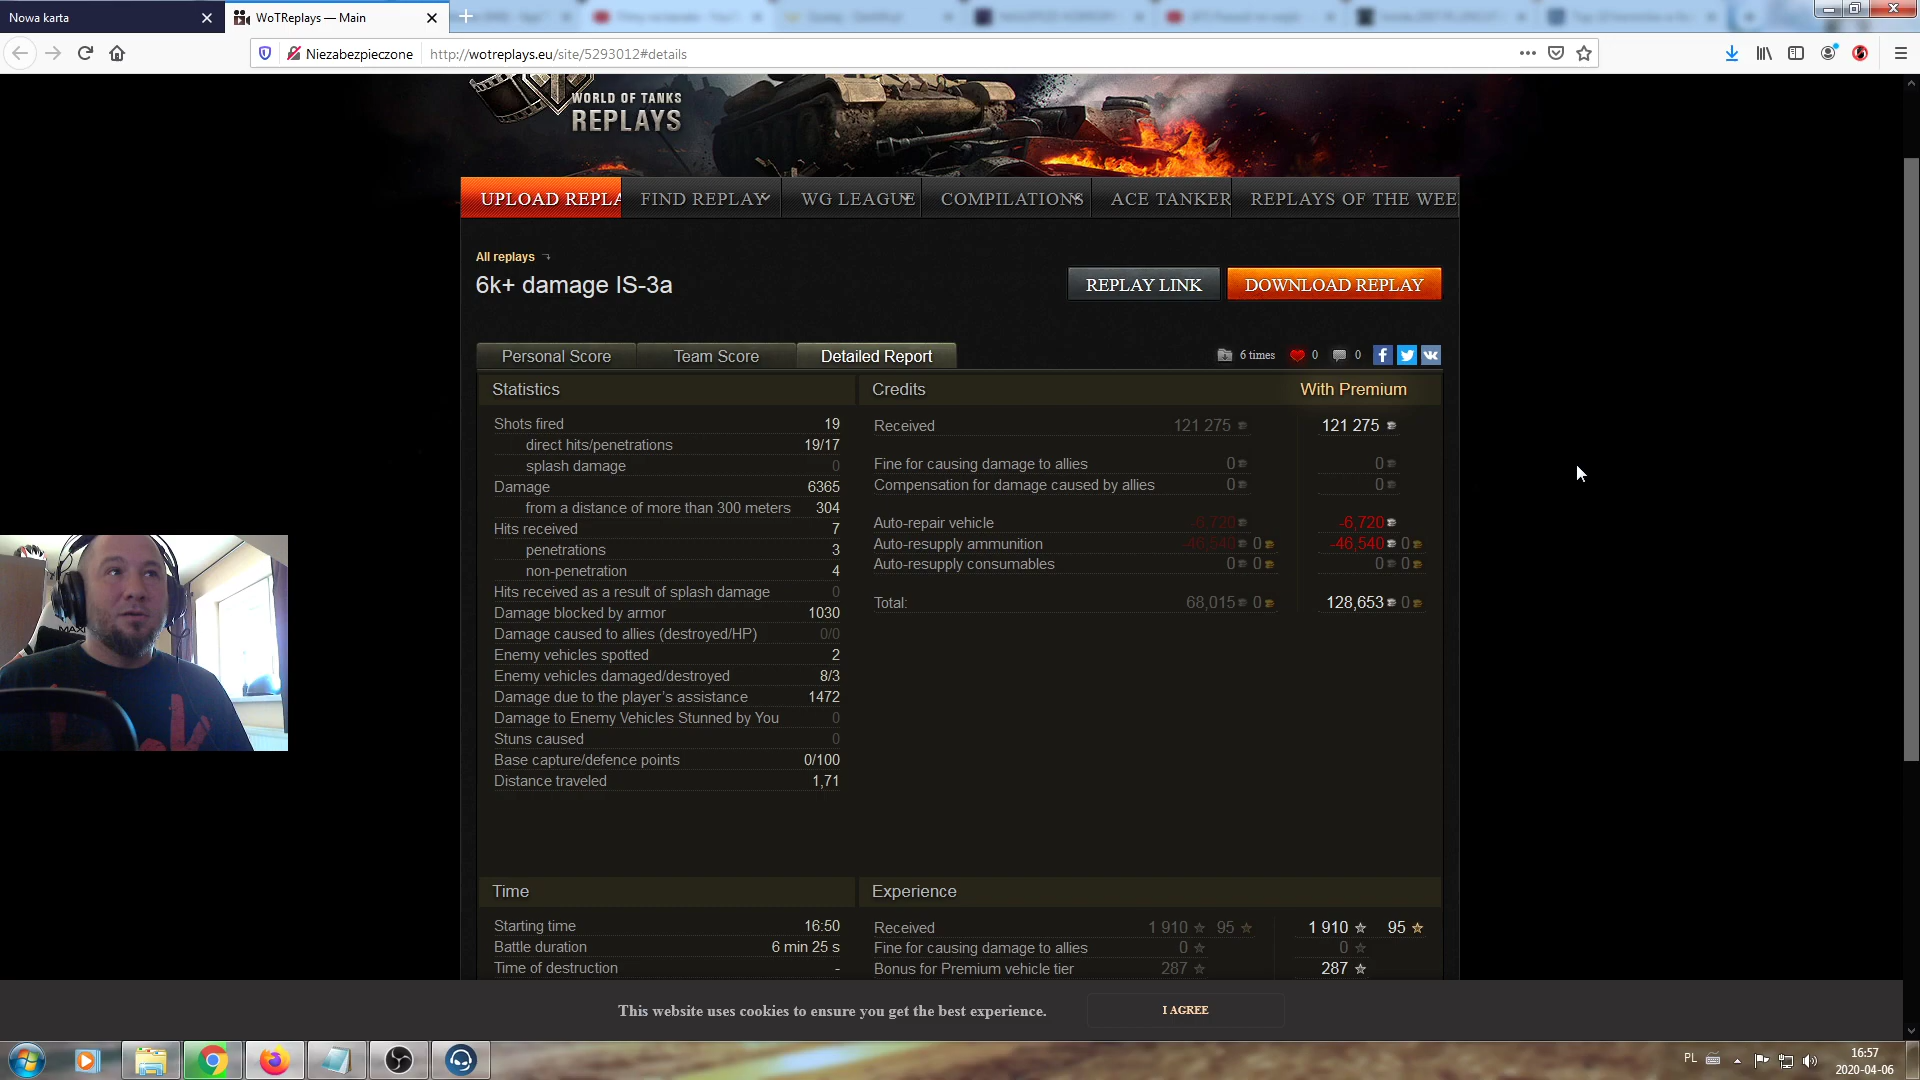 Nowa karta
WoTReplays — Main
Niezabezpieczone
http://wotreplays.eu/site/5293012#details
WORLD OF TANKS
REPLAYS
UPLOAD REPLA
FIND REPLAY
WG LEAGUE
COMPILATIONS
ACE TANKER
REPLAYS OF THE WEE
All replays
6k+ damage IS-3a
REPLAY LINK
DOWNLOAD REPLAY
Personal Score
Team Score
Detailed Report
6 times
0
0
Statistics
Credits
With Premium
Shots fired 19
direct hits/penetrations 19/17
splash damage 0
Damage 6365
from a distance of more than 300 meters 304
Hits received 7
penetrations 3
non-penetration 4
Hits received as a result of splash damage 0
Damage blocked by armor 1030
Damage caused to allies (destroyed/HP) 0/0
Enemy vehicles spotted 2
Enemy vehicles damaged/destroyed 8/3
Damage due to the player's assistance 1472
Damage to Enemy Vehicles Stunned by You 0
Stuns caused 0
Base capture/defence points 0/100
Distance traveled 1,71
Received 121 275 121 275
Fine for causing damage to allies 0 0
Compensation for damage caused by allies 0 0
Auto-repair vehicle -6,720 -6,720
Auto-resupply ammunition -46,540 0 -46,540 0
Auto-resupply consumables 0 0 0 0
Total: 68,015 0 128,653 0
Time
Experience
Starting time 16:50
Battle duration 6 min 25 s
Time of destruction -
Received 1 910 95 1 910 95
Fine for causing damage to allies 0 0
Bonus for Premium vehicle tier 287 287
This website uses cookies to ensure you get the best experience.
I AGREE
PL
16:57
2020-04-06